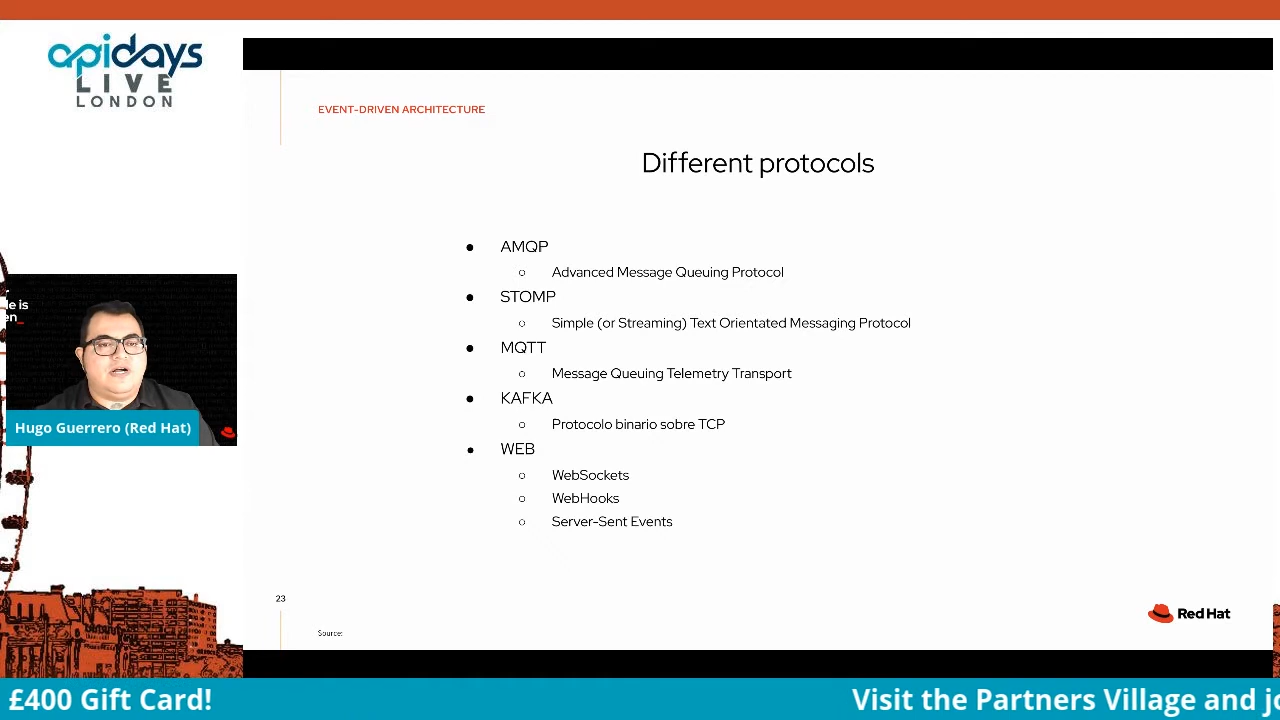 apidays
LIVE
LONDON
EVENT-DRIVEN ARCHITECTURE
Different protocols
● AMQP
○ Advanced Message Queuing Protocol
● STOMP
○ Simple (or Streaming) Text Orientated Messaging Protocol
● MQTT
○ Message Queuing Telemetry Transport
● KAFKA
○ Protocolo binario sobre TCP
● WEB
○ WebSockets
○ WebHooks
○ Server-Sent Events
23
Source:
Red Hat
e is
en_
Hugo Guerrero (Red Hat)
£400 Gift Card!
Visit the Partners Village and jo